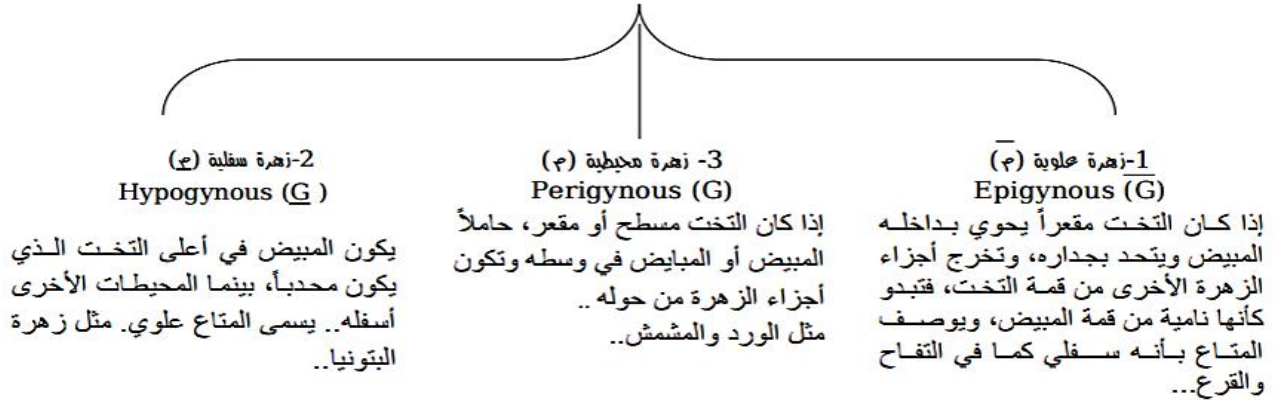 1-زهرة علوية (م̅)
Epigynous (G̅)
إذا كان التخت مقعراً يحوي بداخله
المبيض ويتحد بجداره، وتخرج أجزاء
الزهرة الأخرى من قمة التخت، فتبدو
كأنها نامية من قمة المبيض، ويوصف
المتاع بأنه سفلي كما في التفاح
والقرع...
3- زهرة محيطية (م)
Perigynous (G)
إذا كان التخت مسطح أو مقعر، حاملاً
المبيض أو المبايض في وسطه وتكون
أجزاء الزهرة من حوله ..
مثل الورد والمشمش..
2-زهرة سفلية (م̲)
Hypogynous (G̲ )
يكون المبيض في أعلى التخت الذي
يكون محدباً، بينما المحيطات الأخرى
أسفله.. يسمى المتاع علوي. مثل زهرة
البتونيا..